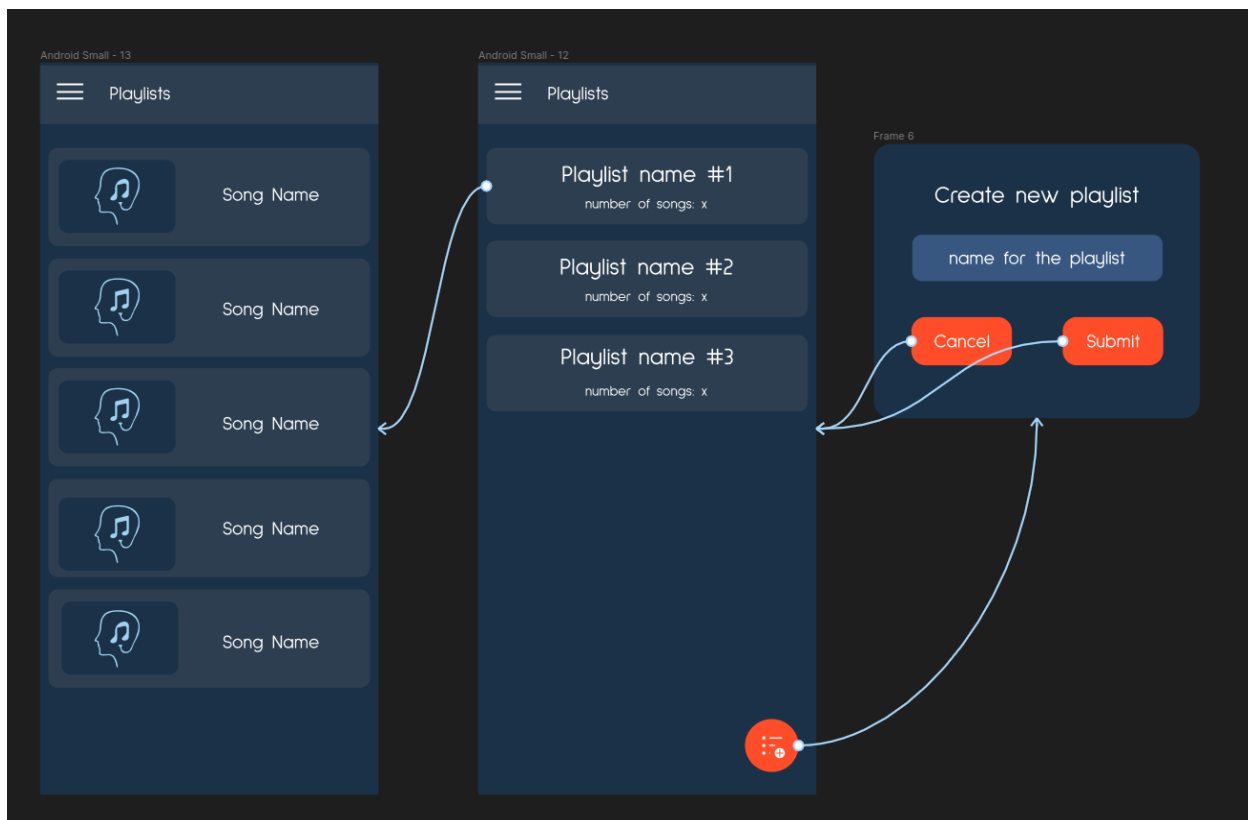 Android Small - 13
Playlists
Song Name
Song Name
Song Name
Song Name
Song Name
Android Small - 12
Playlists
Playlist name #1
number of songs: x
Playlist name #2
number of songs: x
Playlist name #3
number of songs: x
Frame 6
Create new playlist
name for the playlist
Cancel
Submit